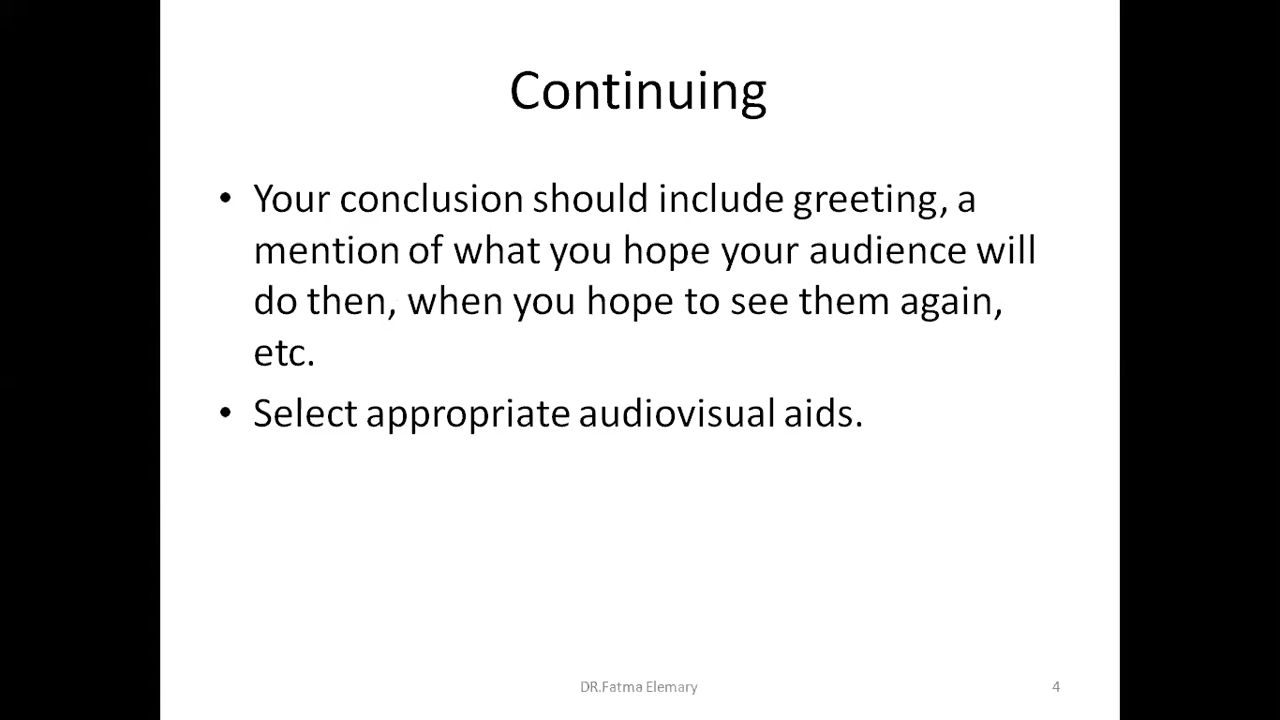 Continuing
• Your conclusion should include greeting, a
mention of what you hope your audience will
do then, when you hope to see them again,
etc.
• Select appropriate audiovisual aids.
DR.Fatma Elemary
4